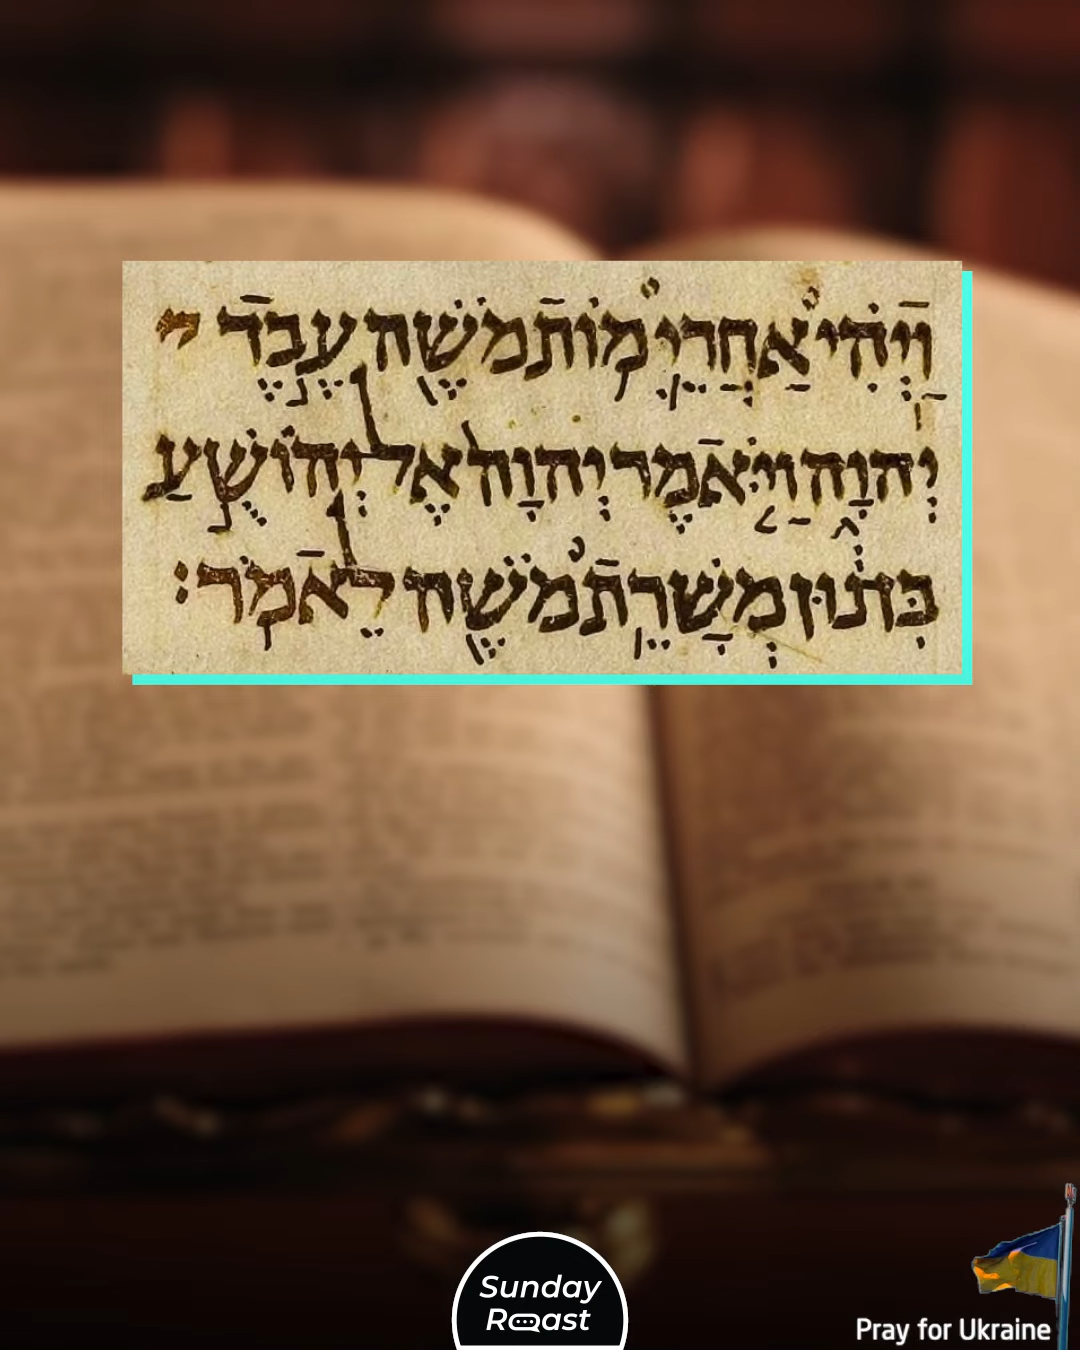 וַיְהִי אַחֲרֵי מוֹת מֹשֶׁה עֶבֶד י
יְהוָה וַיֹּאמֶר יְהוָה אֶל יְהוֹשֻׁעַ
בִּן נוּן מְשָׁרֵת מֹשֶׁה לֵאמֹר׃
Sunday
Roast
Pray for Ukraine